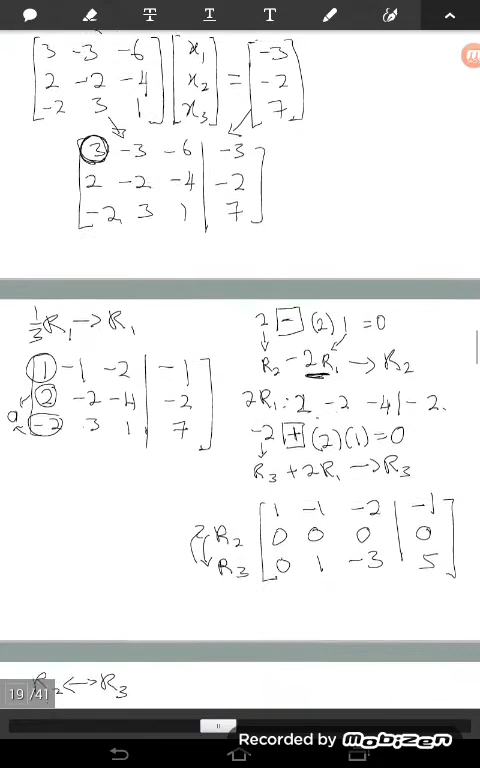 [3 -3 -6] [x₁] = [-3]
[2 -2 -4] [x₂] = [-2]
[-2 3 1] [x₃] = [7]
[3 -3 -6 | -3]
[2 -2 -4 | -2]
[-2 3 1 | 7]
1/3 R₁ → R₁
[1 -1 -2 | -1]
[2 -2 -4 | -2]
[-2 3 1 | 7]
0
2 - (2) 1 = 0
R₂ - 2R₁ → R₂
2R₁ : 2 -2 -4 | -2
-2 + (2)(1) = 0
R₃ + 2R₁ → R₃
[1 -1 -2 | -1]
R₂ [0 0 0 | 0]
R₃ [0 1 -3 | 5]
R₂ ↔ R₃
19 / 41
Recorded by mobizen